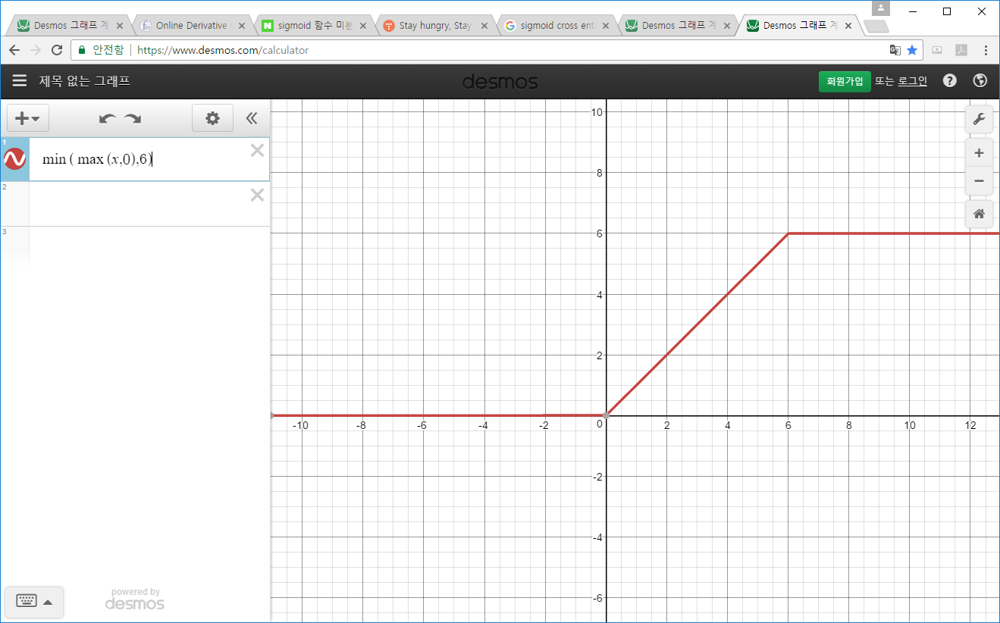 Desmos 그래프 계
Online Derivative
sigmoid 함수 미분
Stay hungry, Stay
sigmoid cross ent
Desmos 그래프 계
Desmos 그래프 계
안전함 https://www.desmos.com/calculator
제목 없는 그래프
desmos
회원가입 또는 로그인
1
min ( max (x,0),6)
2
3
powered by
desmos
10
8
6
4
2
-10 -8 -6 -4 -2 0 2 4 6 8 10 12
-2
-4
-6